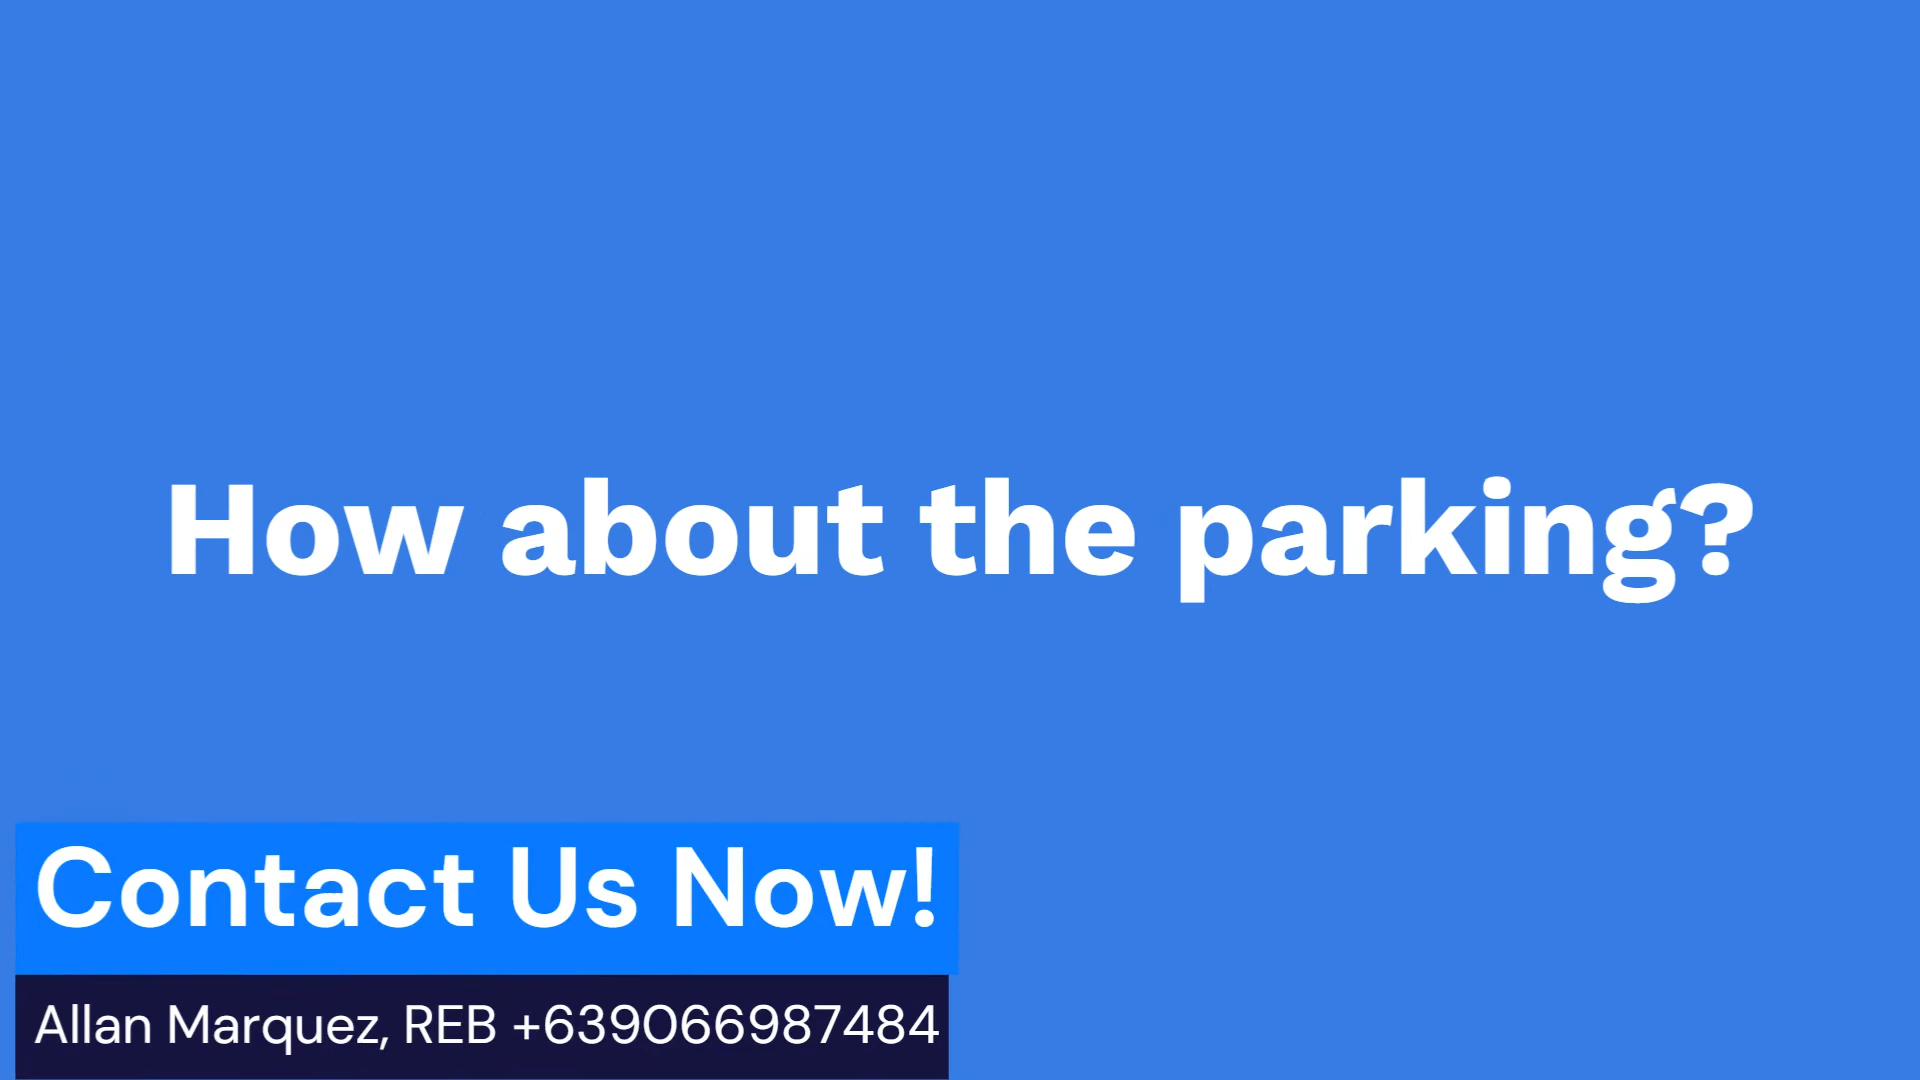 How about the parking?
Contact Us Now!
Allan Marquez, REB +639066987484